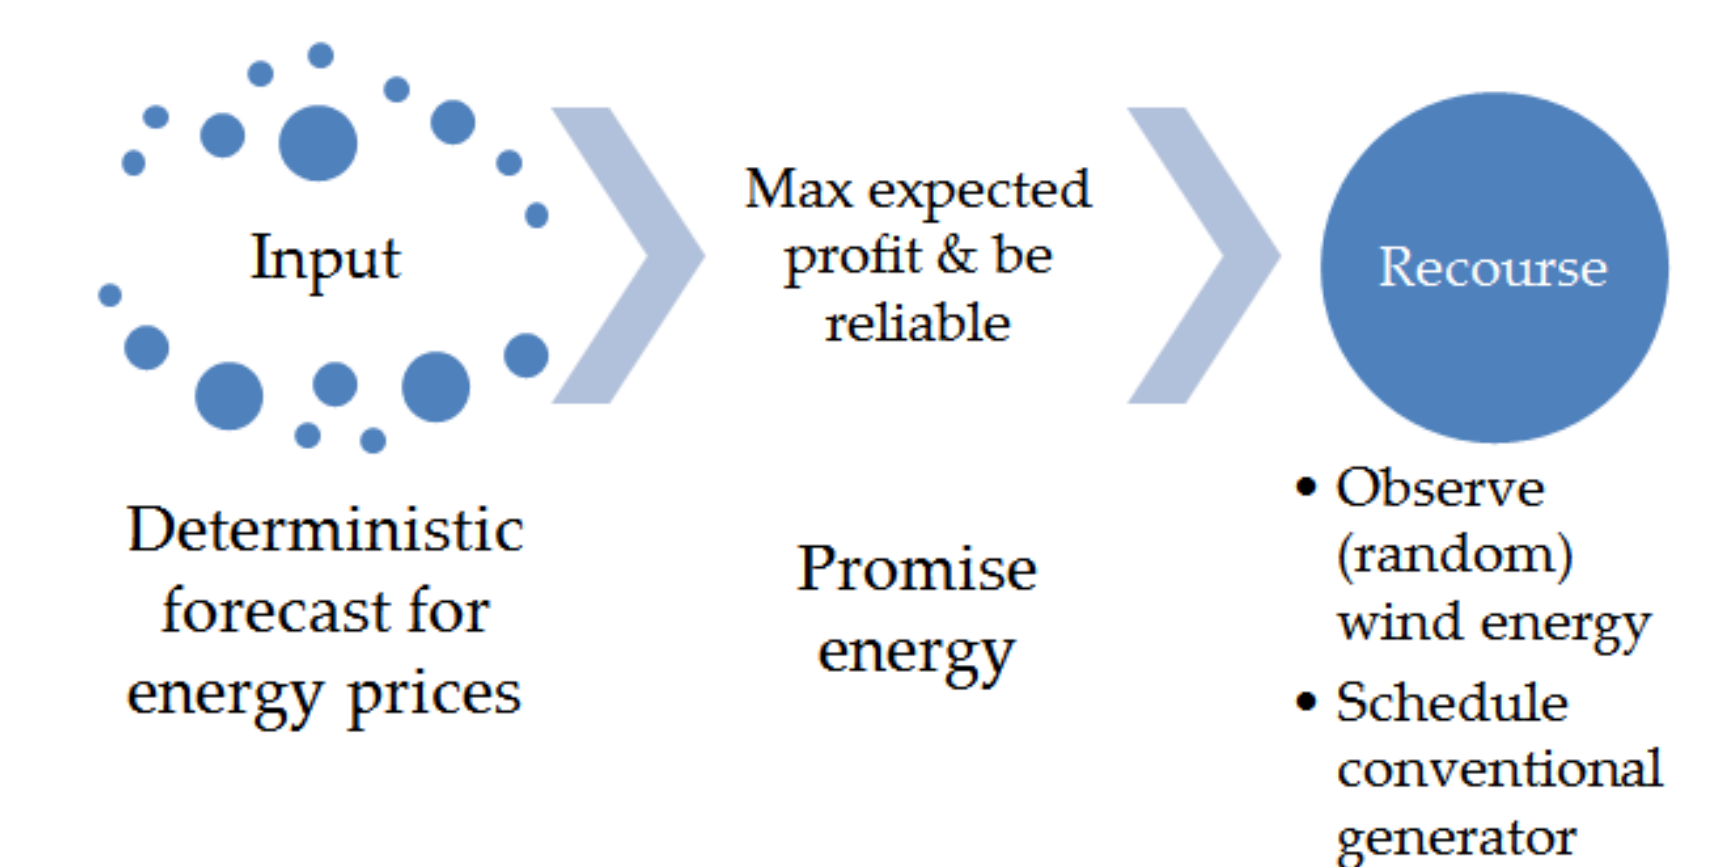 Input
Deterministic
forecast for
energy prices
Max expected
profit & be
reliable
Promise
energy
Recourse
• Observe
(random)
wind energy
• Schedule
conventional
generator